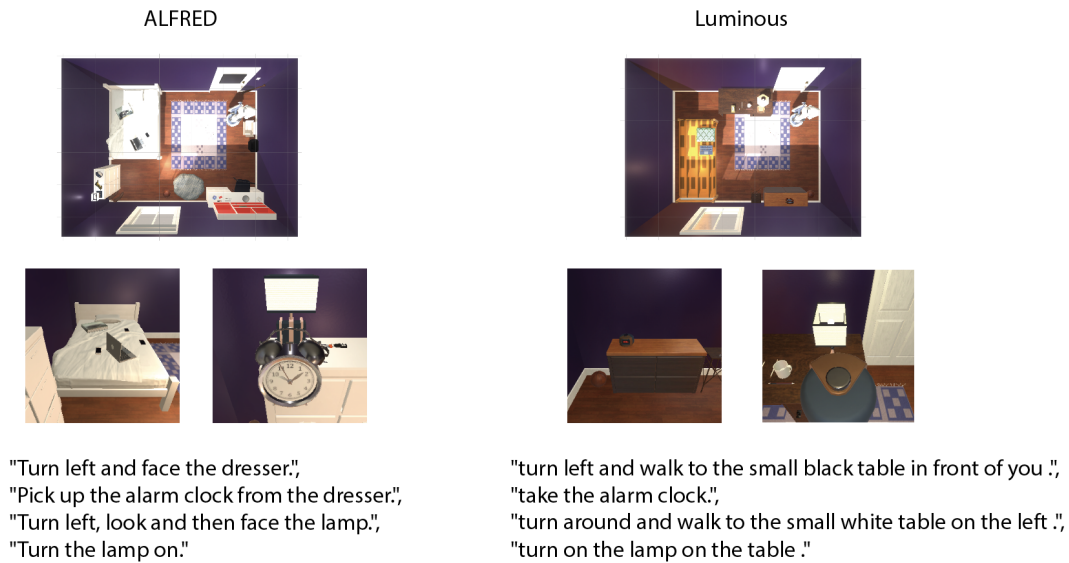 ALFRED
Luminous
"Turn left and face the dresser.",
"Pick up the alarm clock from the dresser.",
"Turn left, look and then face the lamp.",
"Turn the lamp on."
"turn left and walk to the small black table in front of you .",
"take the alarm clock.",
"turn around and walk to the small white table on the left .",
"turn on the lamp on the table ."